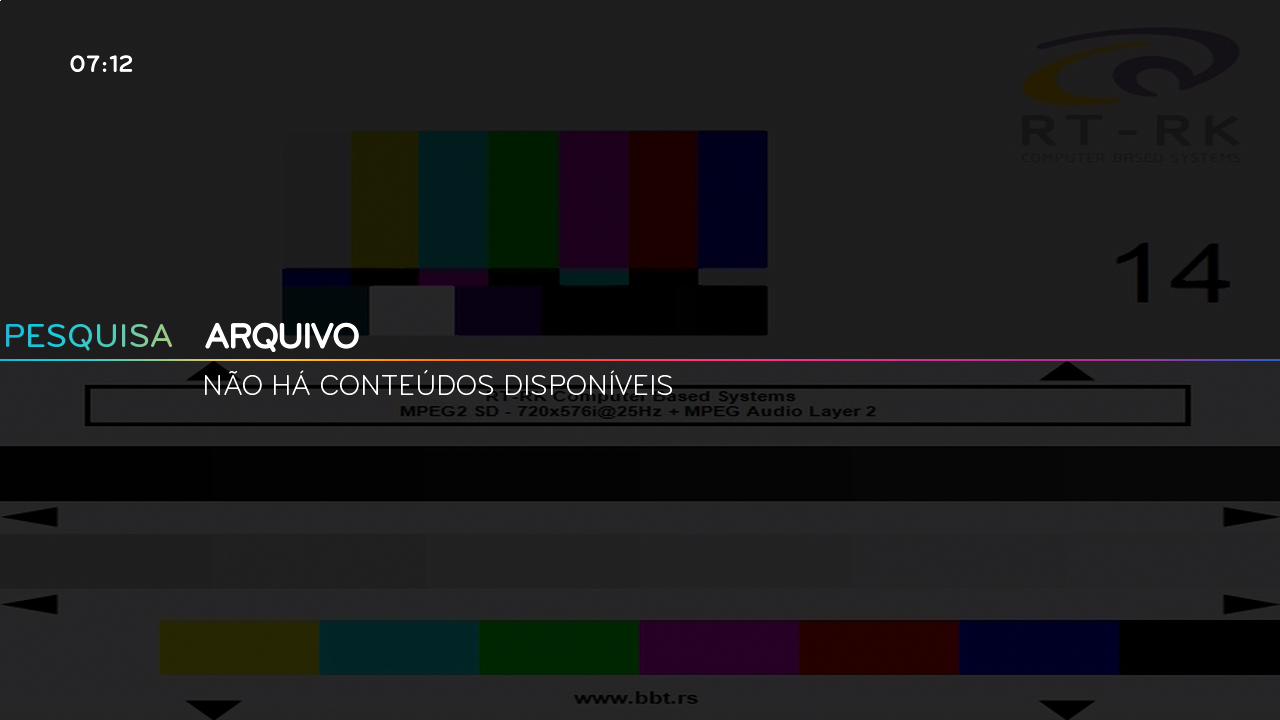 07:12
RT-RK
COMPUTER BASED SYSTEMS
14
PESQUISA ARQUIVO
NÃO HÁ CONTEÚDOS DISPONÍVEIS
RT-RK Computer Based Systems
MPEG2 SD - 720x576i@25Hz + MPEG Audio Layer 2
www.bbt.rs